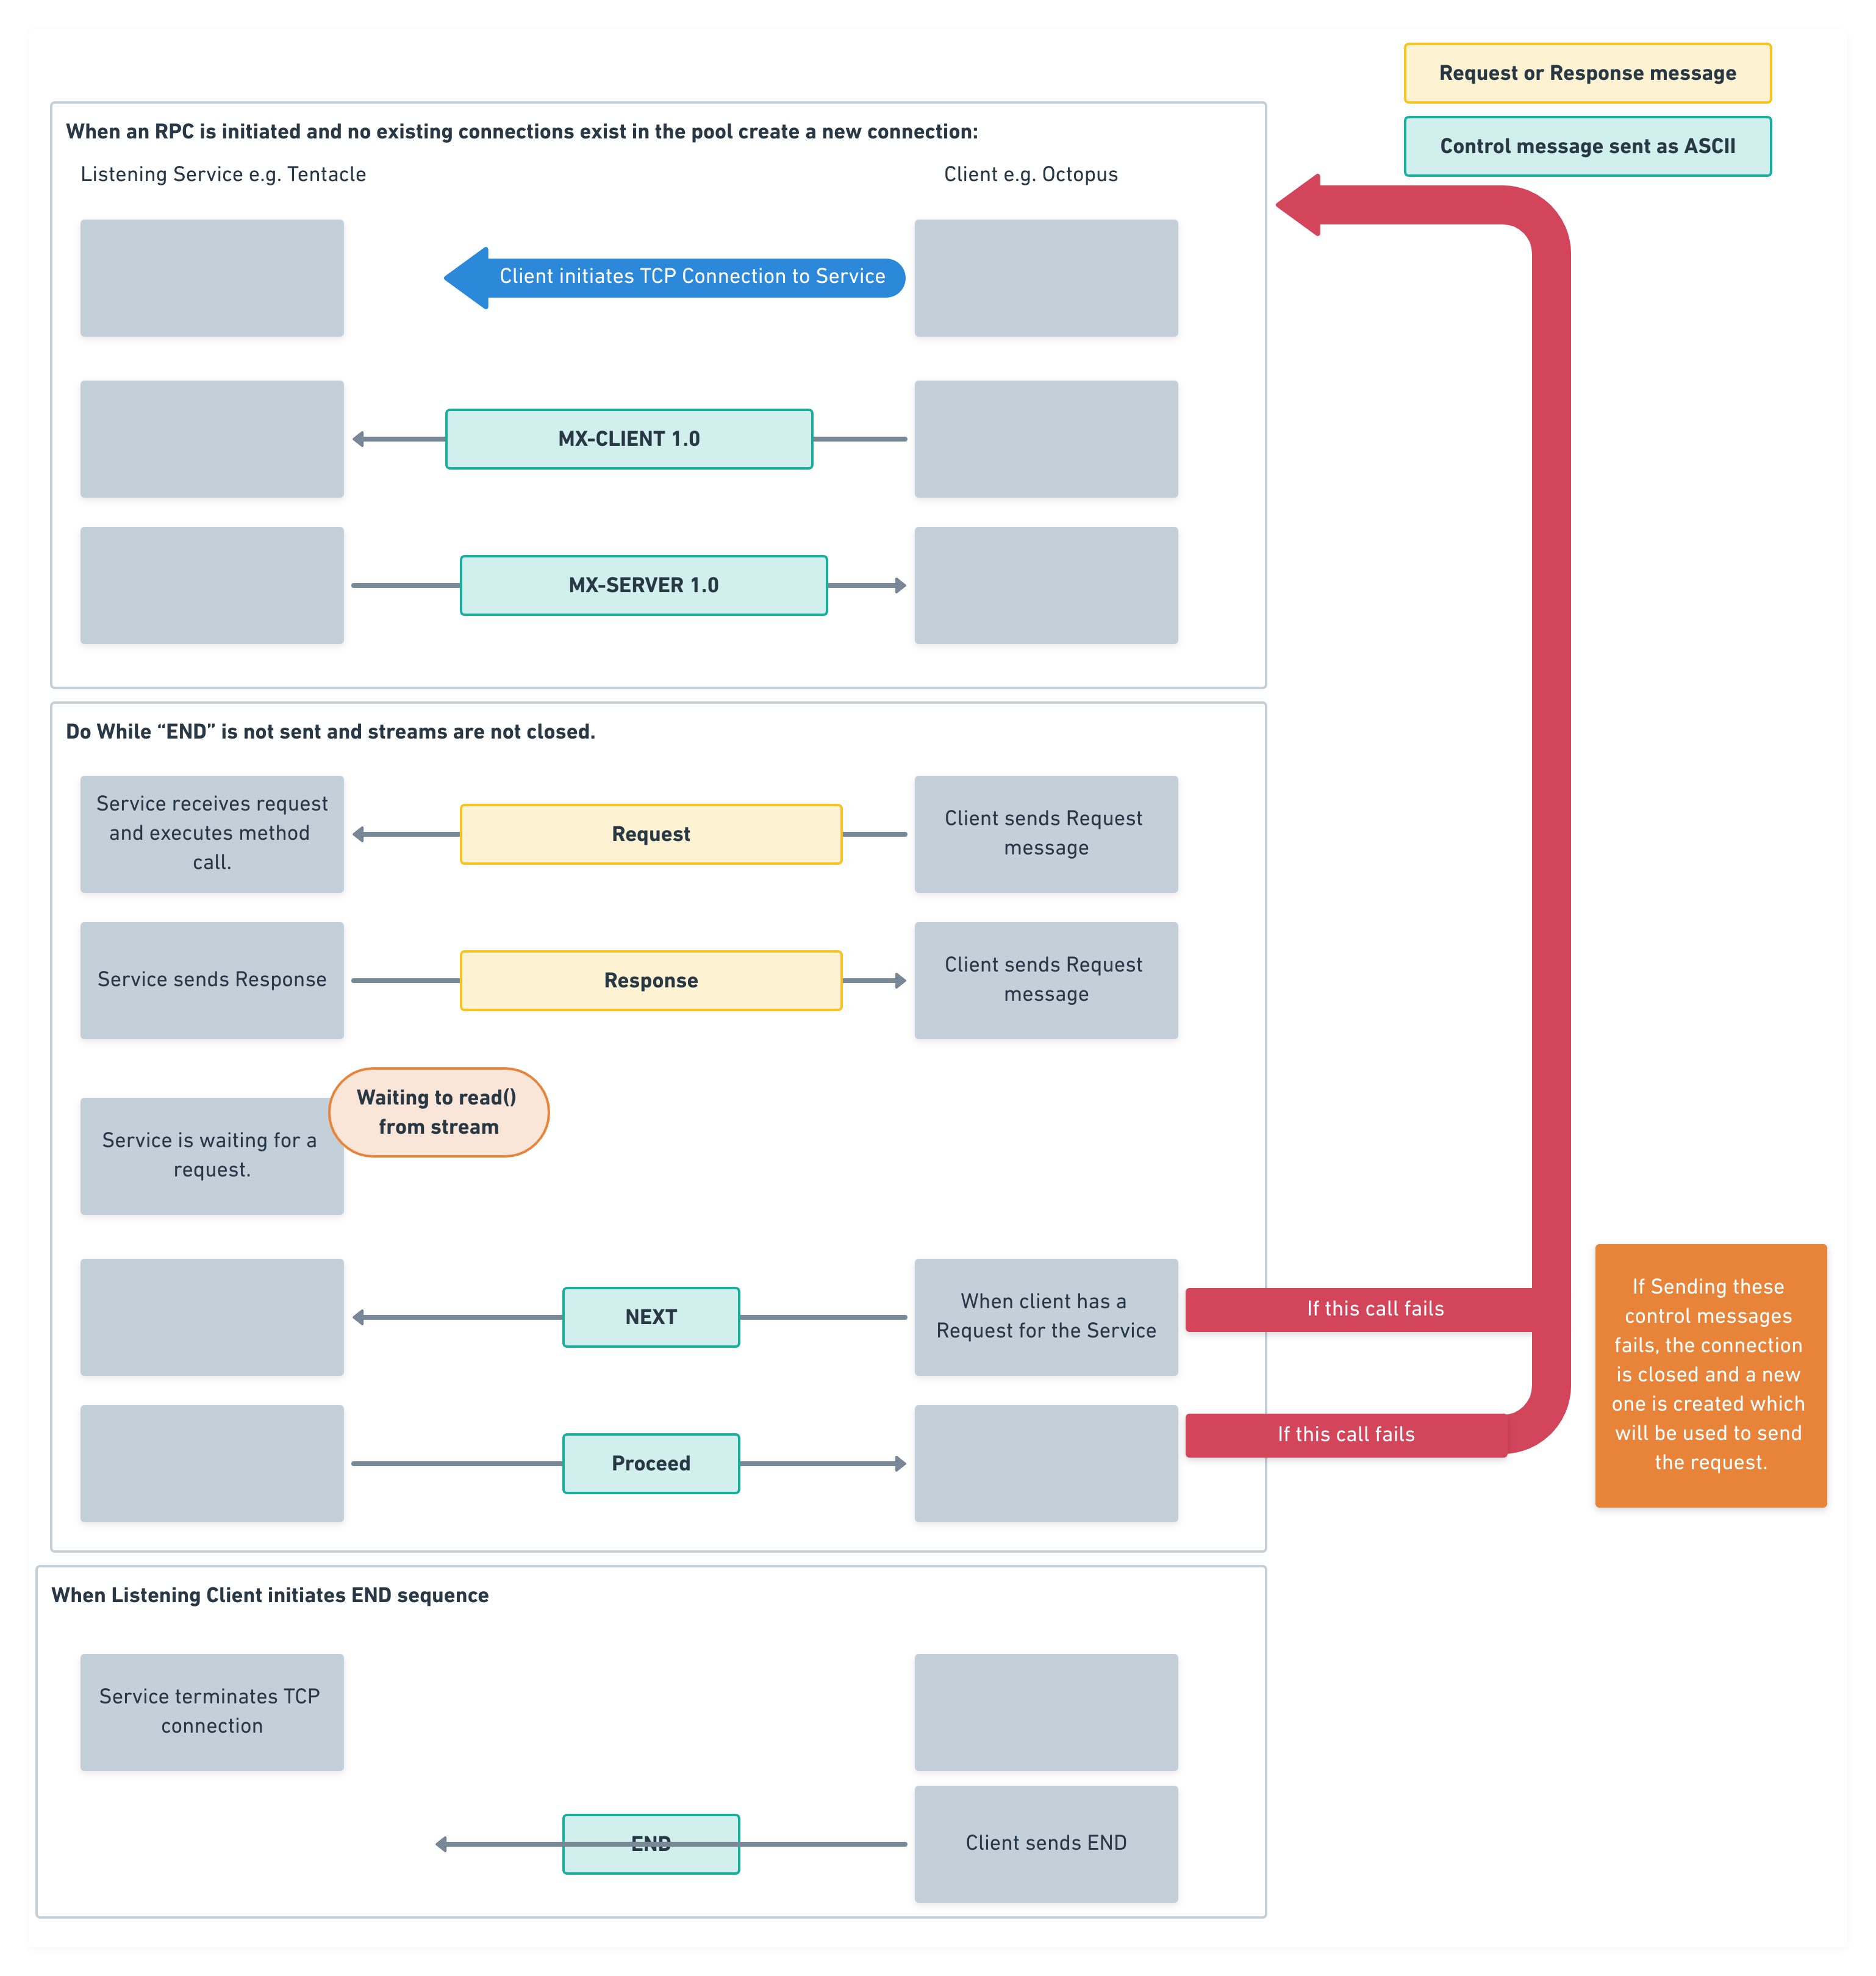 Request or Response message
Control message sent as ASCII
When an RPC is initiated and no existing connections exist in the pool create a new connection:
Listening Service e.g. Tentacle
Client e.g. Octopus
Client initiates TCP Connection to Service
MX-CLIENT 1.0
MX-SERVER 1.0
Do While “END” is not sent and streams are not closed.
Service receives request
and executes method
call.
Request
Client sends Request
message
Service sends Response
Response
Client sends Request
message
Waiting to read()
from stream
Service is waiting for a
request.
NEXT
When client has a
Request for the Service
If this call fails
Proceed
If this call fails
If Sending these
control messages
fails, the connection
is closed and a new
one is created which
will be used to send
the request.
When Listening Client initiates END sequence
Service terminates TCP
connection
END
Client sends END